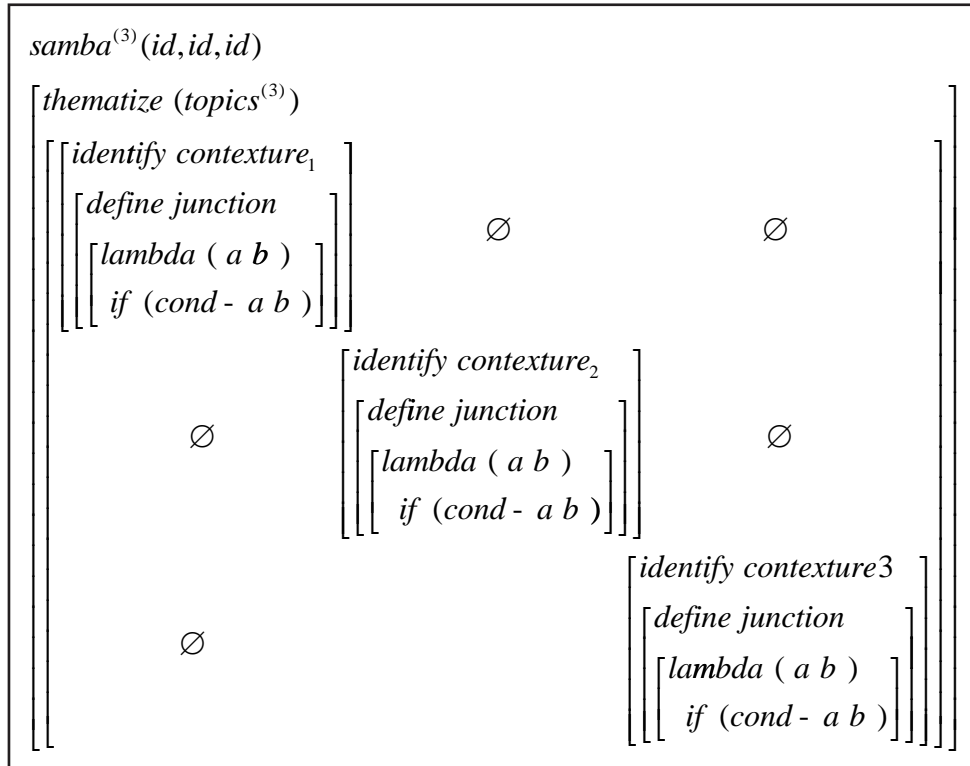 samba⁽³⁾(id,id,id)
thematize (topics⁽³⁾)
identify contexture₁
define junction
∅ ∅
lambda ( a b )
if (cond - a b )
identify contexture₂
define junction
∅ ∅
lambda ( a b )
if (cond - a b )
identify contexture3
define junction
∅
lambda ( a b )
if (cond - a b )